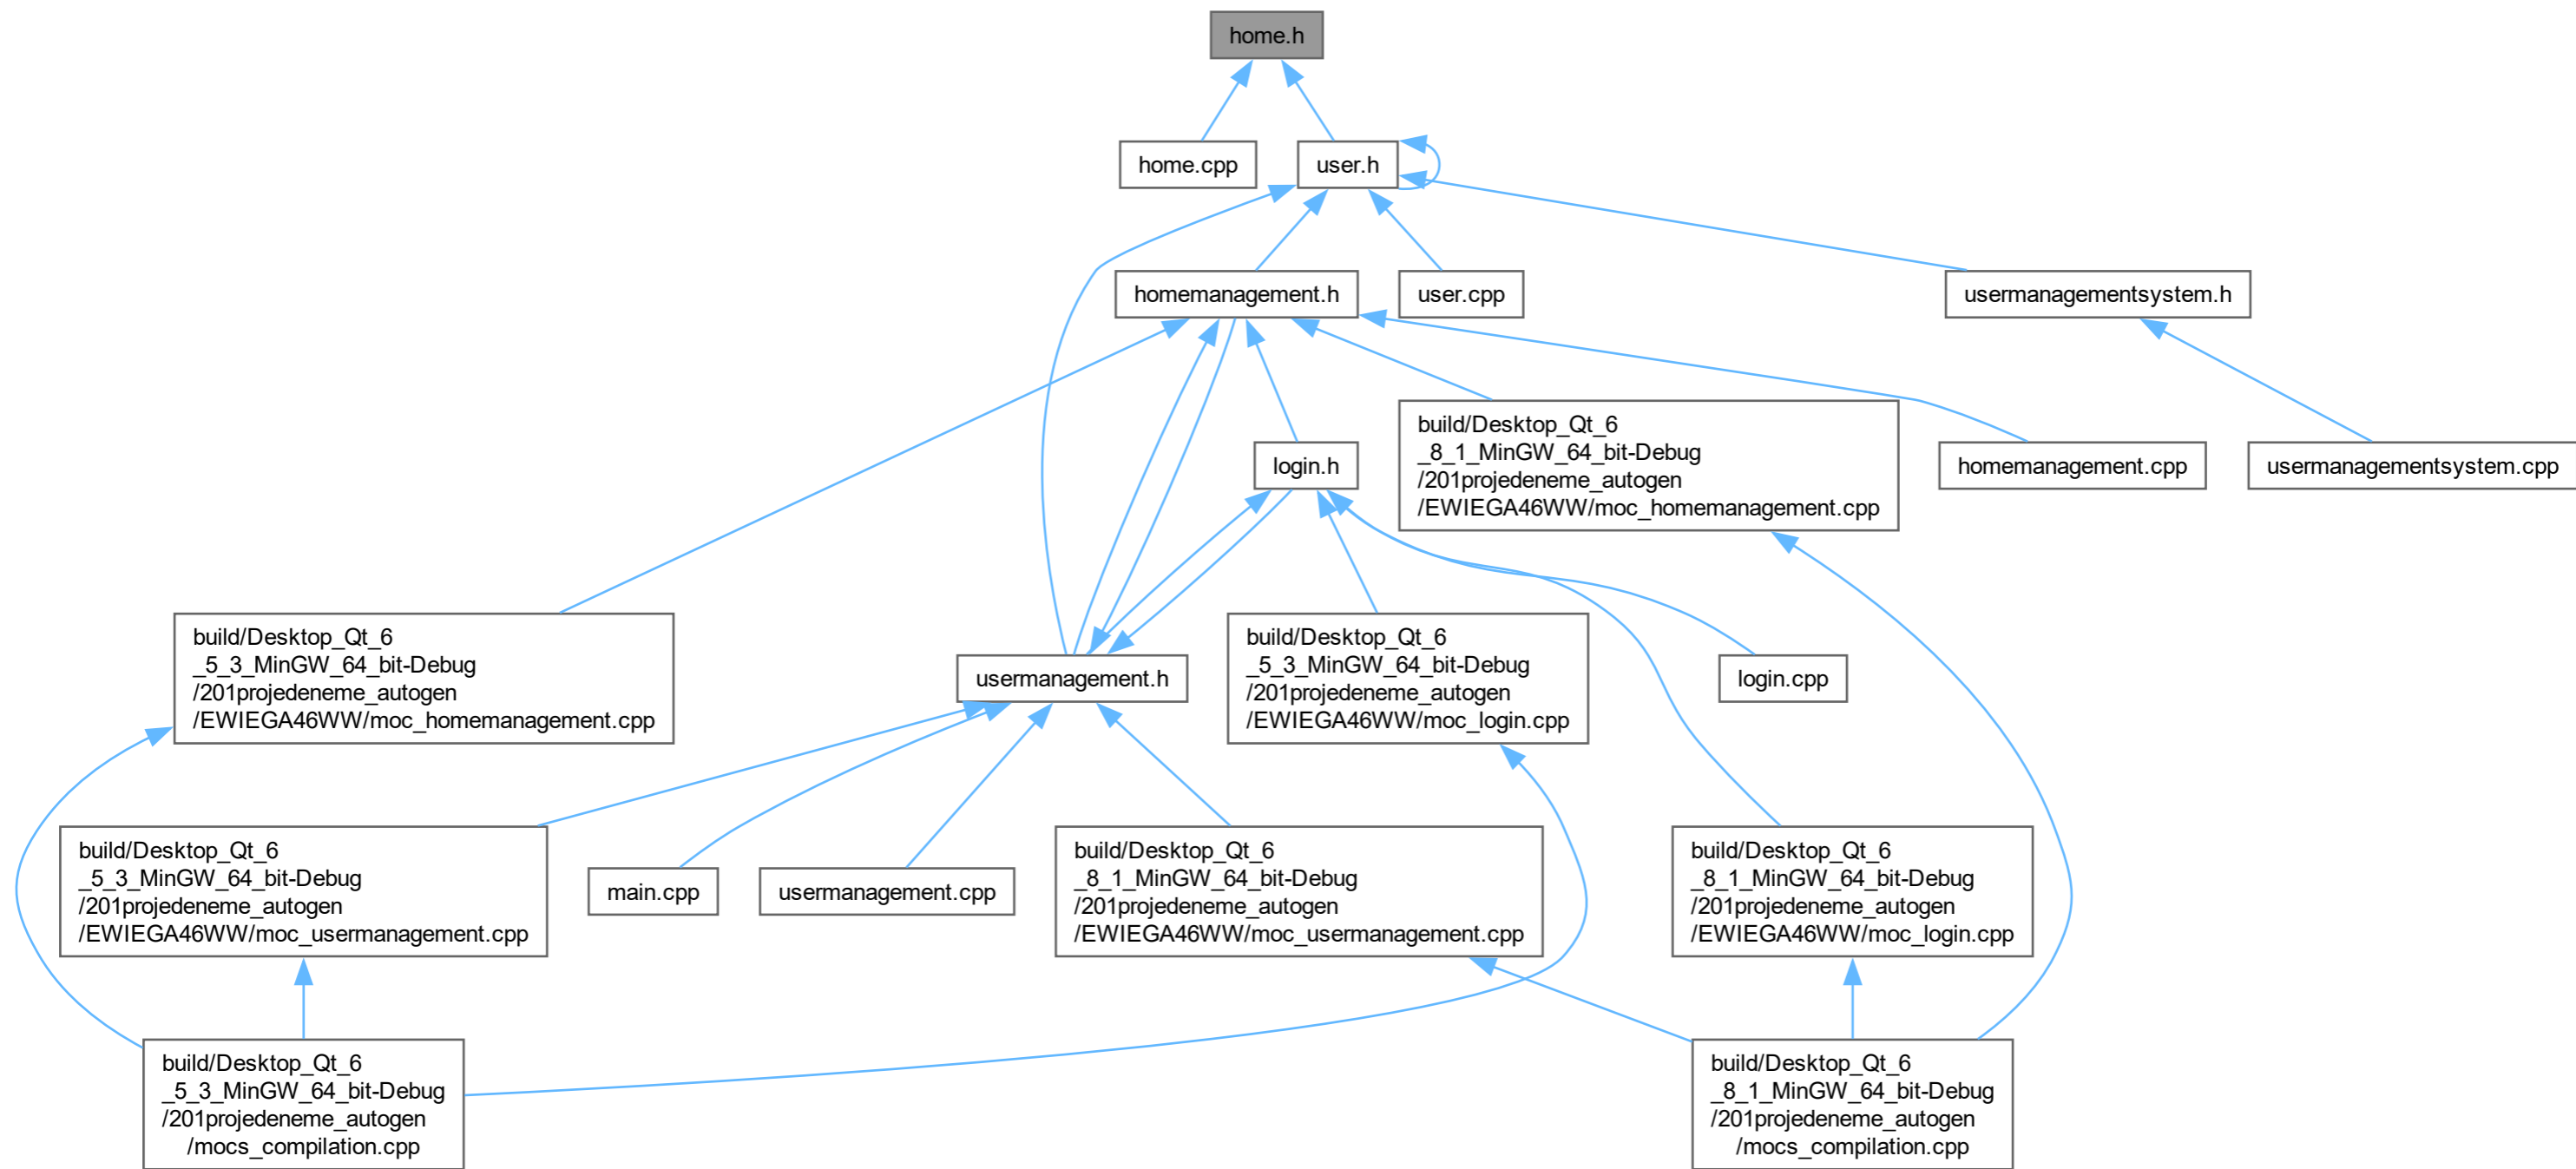 home.h
home.cpp
user.h
homemanagement.h
user.cpp
usermanagementsystem.h
login.h
build/Desktop_Qt_6
_8_1_MinGW_64_bit-Debug
/201projedeneme_autogen
/EWIEGA46WW/moc_homemanagement.cpp
homemanagement.cpp
usermanagementsystem.cpp
build/Desktop_Qt_6
_5_3_MinGW_64_bit-Debug
/201projedeneme_autogen
/EWIEGA46WW/moc_homemanagement.cpp
usermanagement.h
build/Desktop_Qt_6
_5_3_MinGW_64_bit-Debug
/201projedeneme_autogen
/EWIEGA46WW/moc_login.cpp
login.cpp
build/Desktop_Qt_6
_5_3_MinGW_64_bit-Debug
/201projedeneme_autogen
/EWIEGA46WW/moc_usermanagement.cpp
main.cpp
usermanagement.cpp
build/Desktop_Qt_6
_8_1_MinGW_64_bit-Debug
/201projedeneme_autogen
/EWIEGA46WW/moc_usermanagement.cpp
build/Desktop_Qt_6
_8_1_MinGW_64_bit-Debug
/201projedeneme_autogen
/EWIEGA46WW/moc_login.cpp
build/Desktop_Qt_6
_5_3_MinGW_64_bit-Debug
/201projedeneme_autogen
/mocs_compilation.cpp
build/Desktop_Qt_6
_8_1_MinGW_64_bit-Debug
/201projedeneme_autogen
/mocs_compilation.cpp